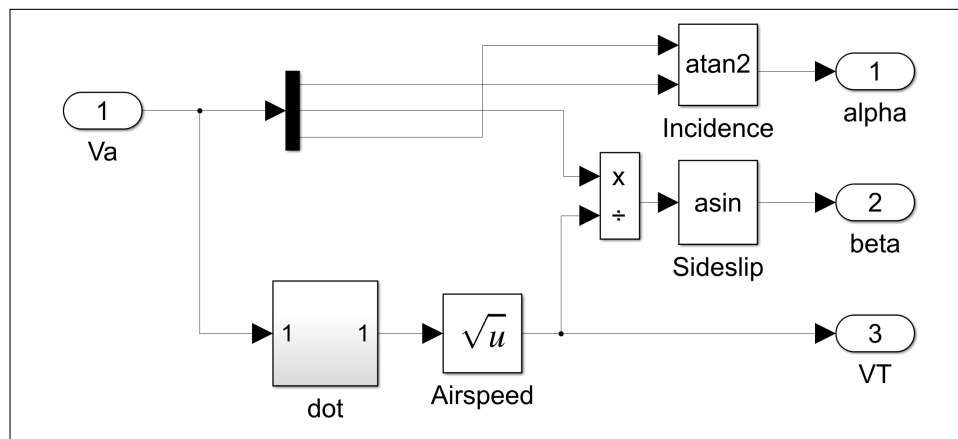 atan2
Incidence
1
alpha
1
Va
x
÷
asin
Sideslip
2
beta
1 1
dot
√u
Airspeed
3
VT